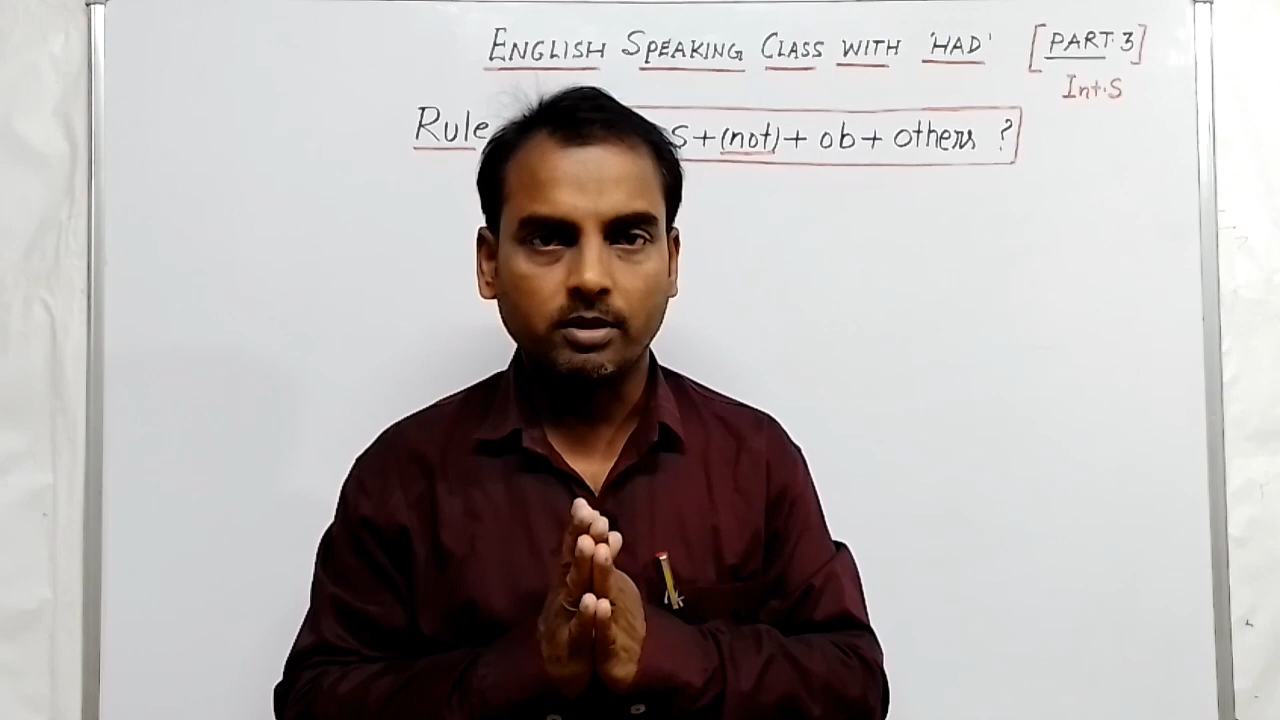 ENGLISH SPEAKING CLASS WITH 'HAD' [PART.3]
Int.S
Rule S+(not)+ ob+ others ?